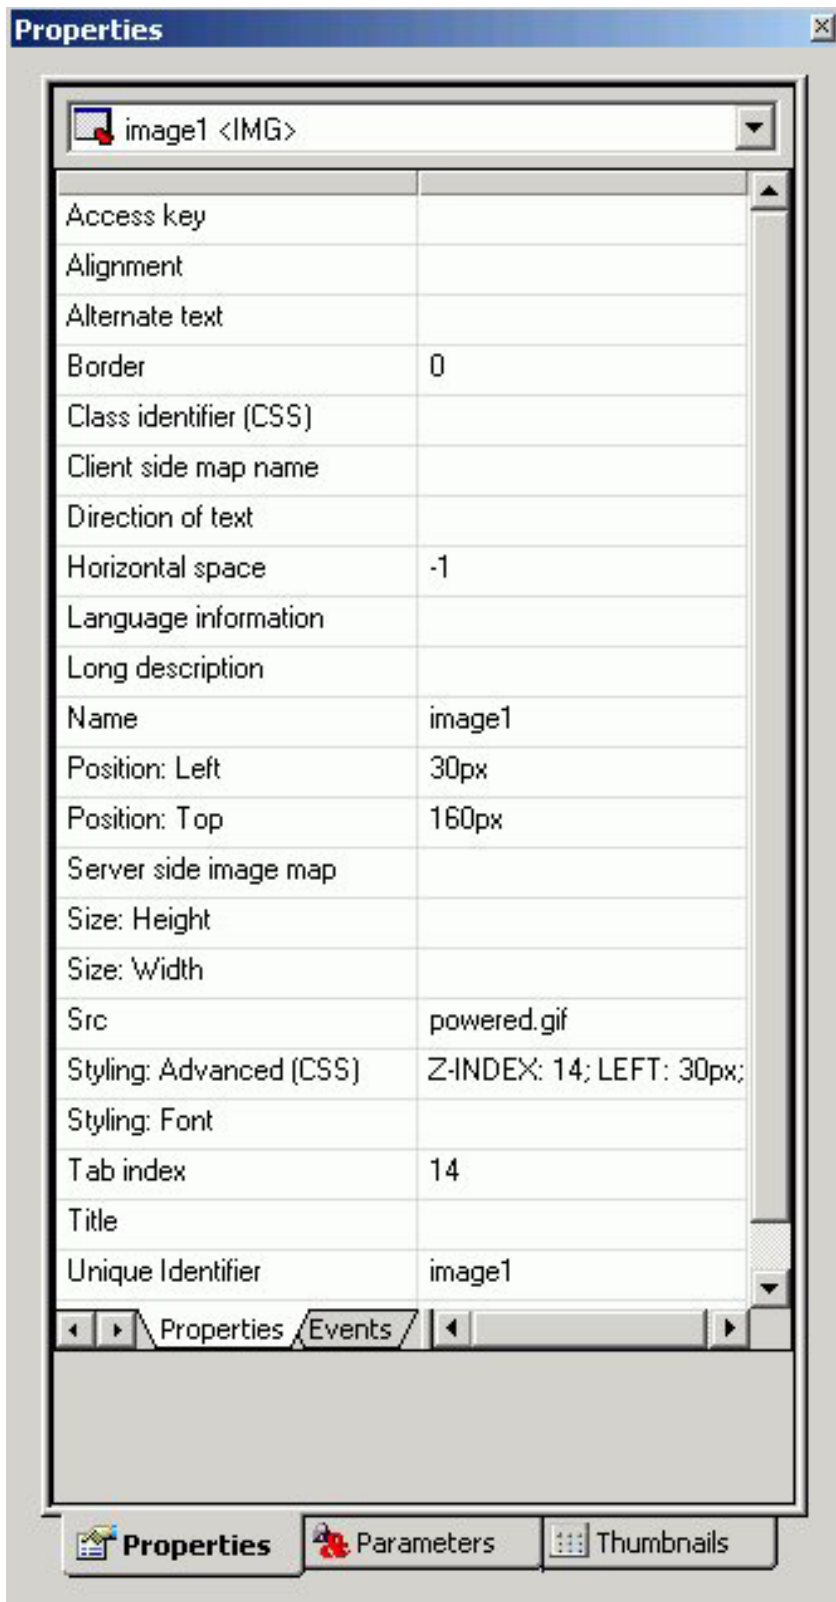 Properties
image1 <IMG>
Access key
Alignment
Alternate text
Border 0
Class identifier (CSS)
Client side map name
Direction of text
Horizontal space -1
Language information
Long description
Name image1
Position: Left 30px
Position: Top 160px
Server side image map
Size: Height
Size: Width
Src powered.gif
Styling: Advanced (CSS) Z-INDEX: 14; LEFT: 30px;
Styling: Font
Tab index 14
Title
Unique Identifier image1
Properties Events
Properties Parameters Thumbnails